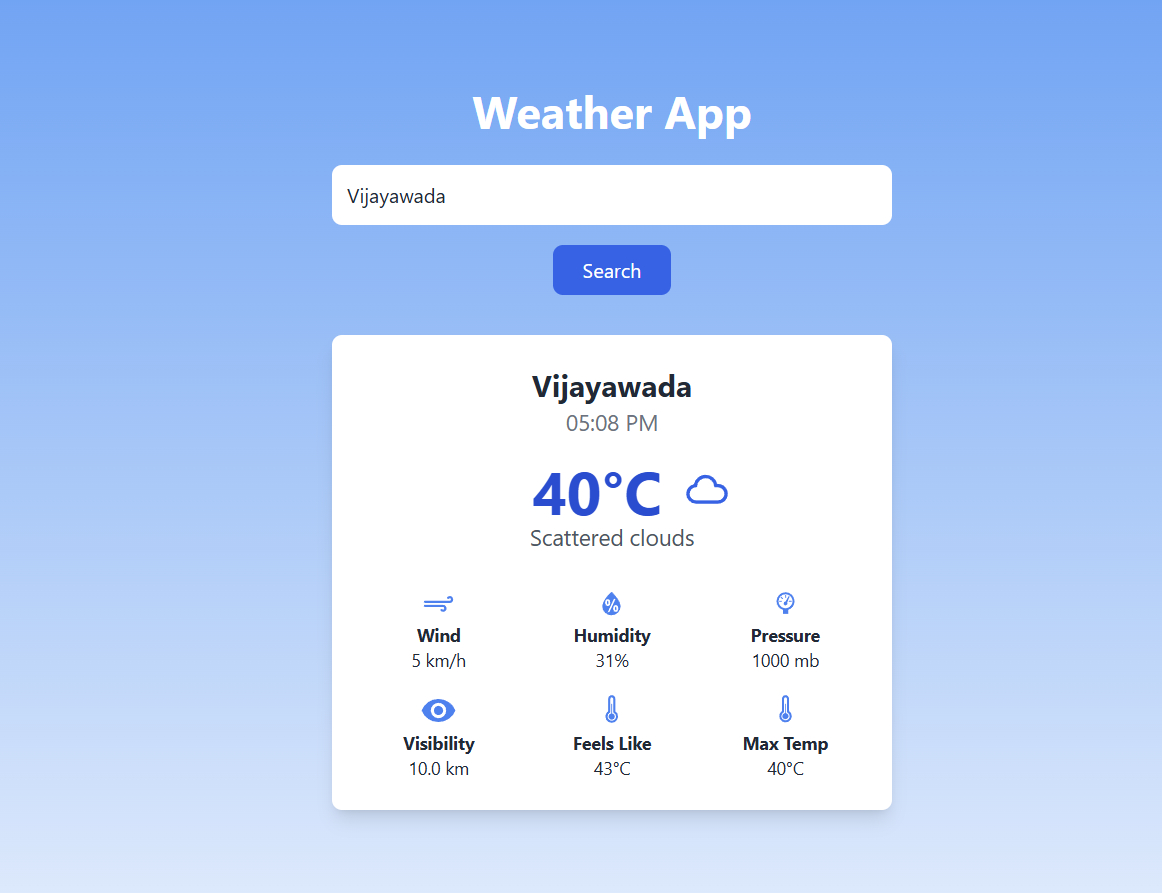 Weather App
Vijayawada
Search
Vijayawada
05:08 PM
40°C
Scattered clouds
Wind Humidity Pressure
5 km/h 31% 1000 mb
Visibility Feels Like Max Temp
10.0 km 43°C 40°C